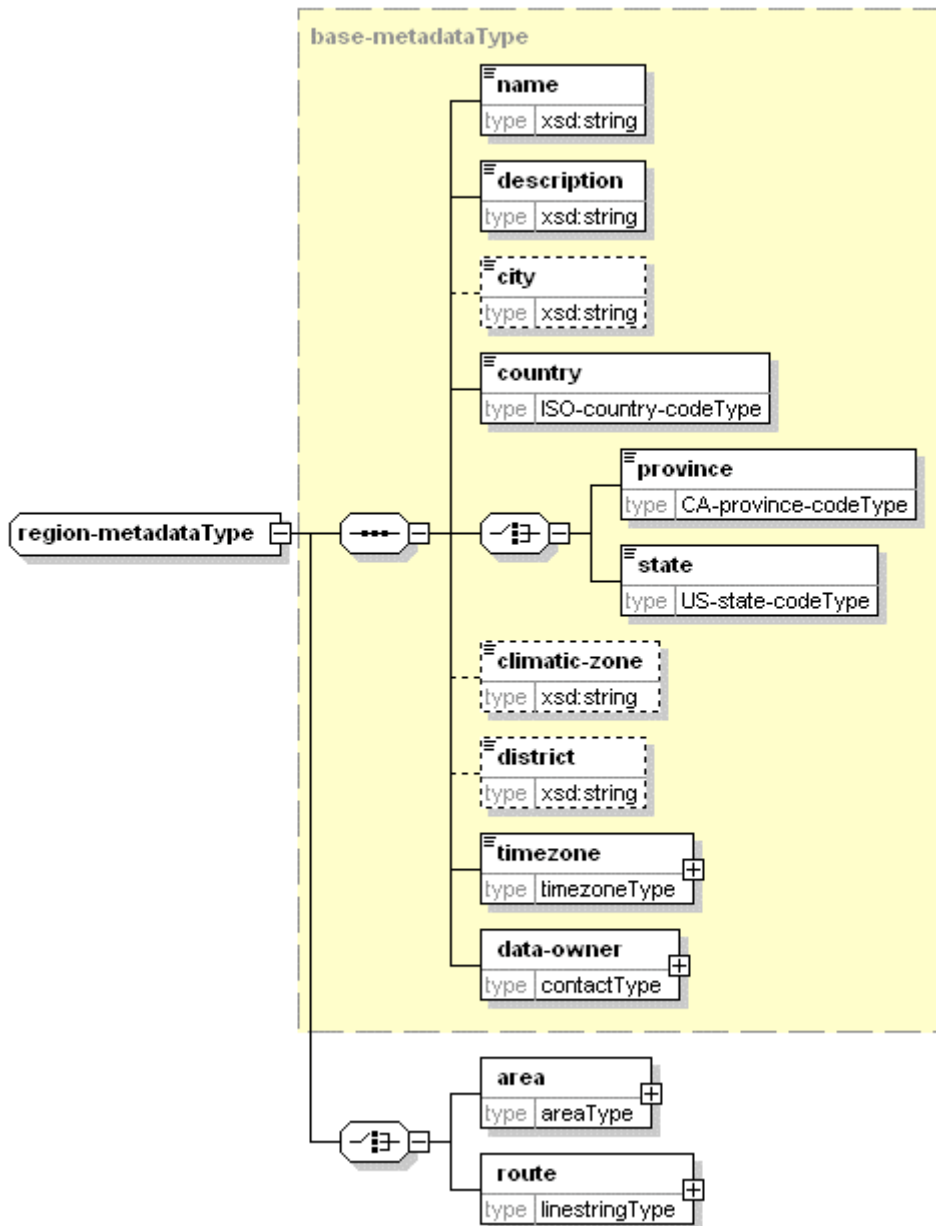 base-metadataType
name
type xsd:string
description
type xsd:string
city
type xsd:string
country
type ISO-country-codeType
province
type CA-province-codeType
region-metadataType
state
type US-state-codeType
climatic-zone
type xsd:string
district
type xsd:string
timezone
type timezoneType
data-owner
type contactType
area
type areaType
route
type linestringType